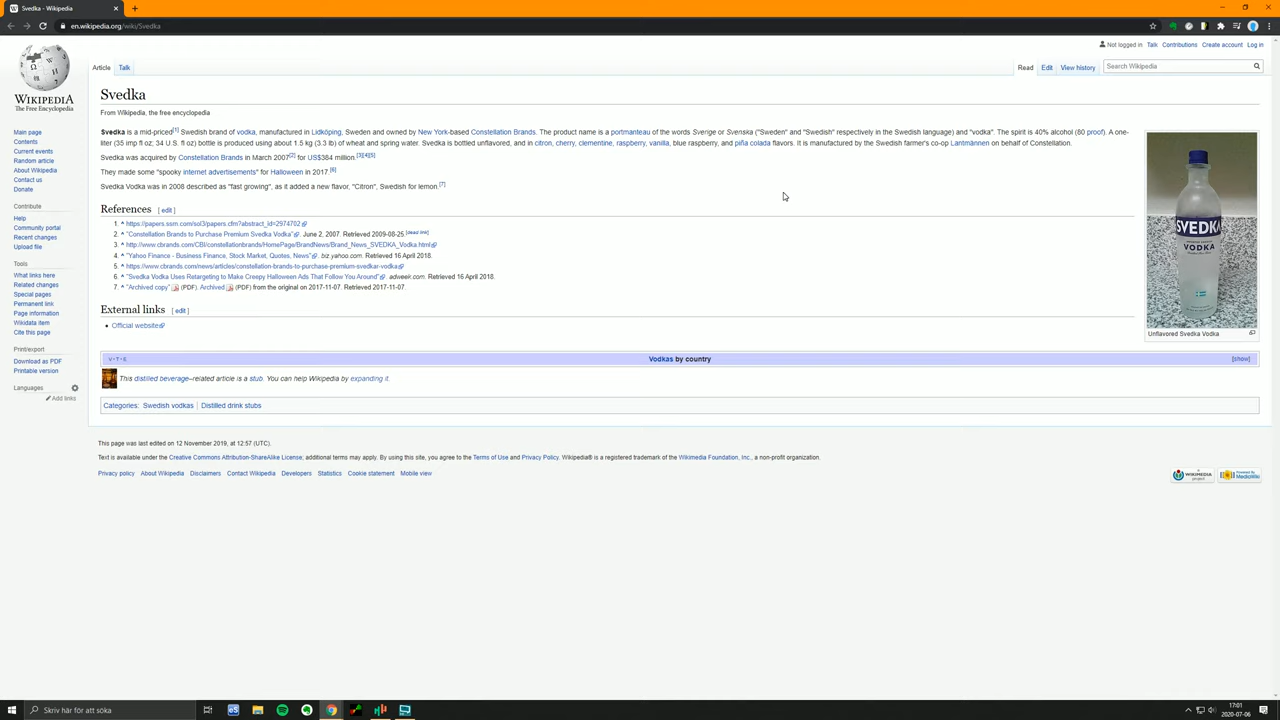 Svedka - Wikipedia
en.wikipedia.org/wiki/Svedka
Not logged in Talk Contributions Create account Log in
Article Talk
Read Edit View history
Search Wikipedia
WIKIPEDIA
The Free Encyclopedia
Main page
Contents
Current events
Random article
About Wikipedia
Contact us
Donate
Contribute
Help
Community portal
Recent changes
Upload file
Tools
What links here
Related changes
Special pages
Permanent link
Page information
Wikidata item
Cite this page
Print/export
Download as PDF
Printable version
Languages
Add links
Svedka
From Wikipedia, the free encyclopedia
Svedka is a mid-priced[1] Swedish brand of vodka, manufactured in Lidköping, Sweden and owned by New York-based Constellation Brands. The product name is a portmanteau of the words Sverige or Svenska ("Sweden" and "Swedish" respectively in the Swedish language) and "vodka". The spirit is 40% alcohol (80 proof). A one-
liter (35 imp fl oz; 34 U.S. fl oz) bottle is produced using about 1.5 kg (3.3 lb) of wheat and spring water. Svedka is bottled unflavored, and in citron, cherry, clementine, raspberry, vanilla, blue raspberry, and piña colada flavors. It is manufactured by the Swedish farmer's co-op Lantmännen on behalf of Constellation.
Svedka was acquired by Constellation Brands in March 2007[2] for US$384 million.[3][4][5]
They made some "spooky internet advertisements" for Halloween in 2017.[6]
Svedka Vodka was in 2008 described as "fast growing", as it added a new flavor, "Citron", Swedish for lemon.[7]
SVEDKA
VODKA
Unflavored Svedka Vodka
References [ edit ]
1. ^ https://papers.ssrn.com/sol3/papers.cfm?abstract_id=2974702
2. ^ "Constellation Brands to Purchase Premium Svedka Vodka". June 2, 2007. Retrieved 2009-08-25.[dead link]
3. ^ http://www.cbrands.com/CBI/constellationbrands/HomePage/BrandNews/Brand_News_SVEDKA_Vodka.html
4. ^ "Yahoo Finance - Business Finance, Stock Market, Quotes, News". biz.yahoo.com. Retrieved 16 April 2018.
5. ^ https://www.cbrands.com/news/articles/constellation-brands-to-purchase-premium-svedkar-vodka
6. ^ "Svedka Vodka Uses Retargeting to Make Creepy Halloween Ads That Follow You Around". adweek.com. Retrieved 16 April 2018.
7. ^ "Archived copy" (PDF). Archived (PDF) from the original on 2017-11-07. Retrieved 2017-11-07.
External links [ edit ]
• Official website
V · T · E Vodkas by country [show]
This distilled beverage–related article is a stub. You can help Wikipedia by expanding it.
Categories: Swedish vodkas | Distilled drink stubs
This page was last edited on 12 November 2019, at 12:57 (UTC).
Text is available under the Creative Commons Attribution-ShareAlike License; additional terms may apply. By using this site, you agree to the Terms of Use and Privacy Policy. Wikipedia® is a registered trademark of the Wikimedia Foundation, Inc., a non-profit organization.
Privacy policy About Wikipedia Disclaimers Contact Wikipedia Developers Statistics Cookie statement Mobile view
WIKIMEDIA project
Powered By MediaWiki
Skriv här för att söka
17:01
2020-07-06